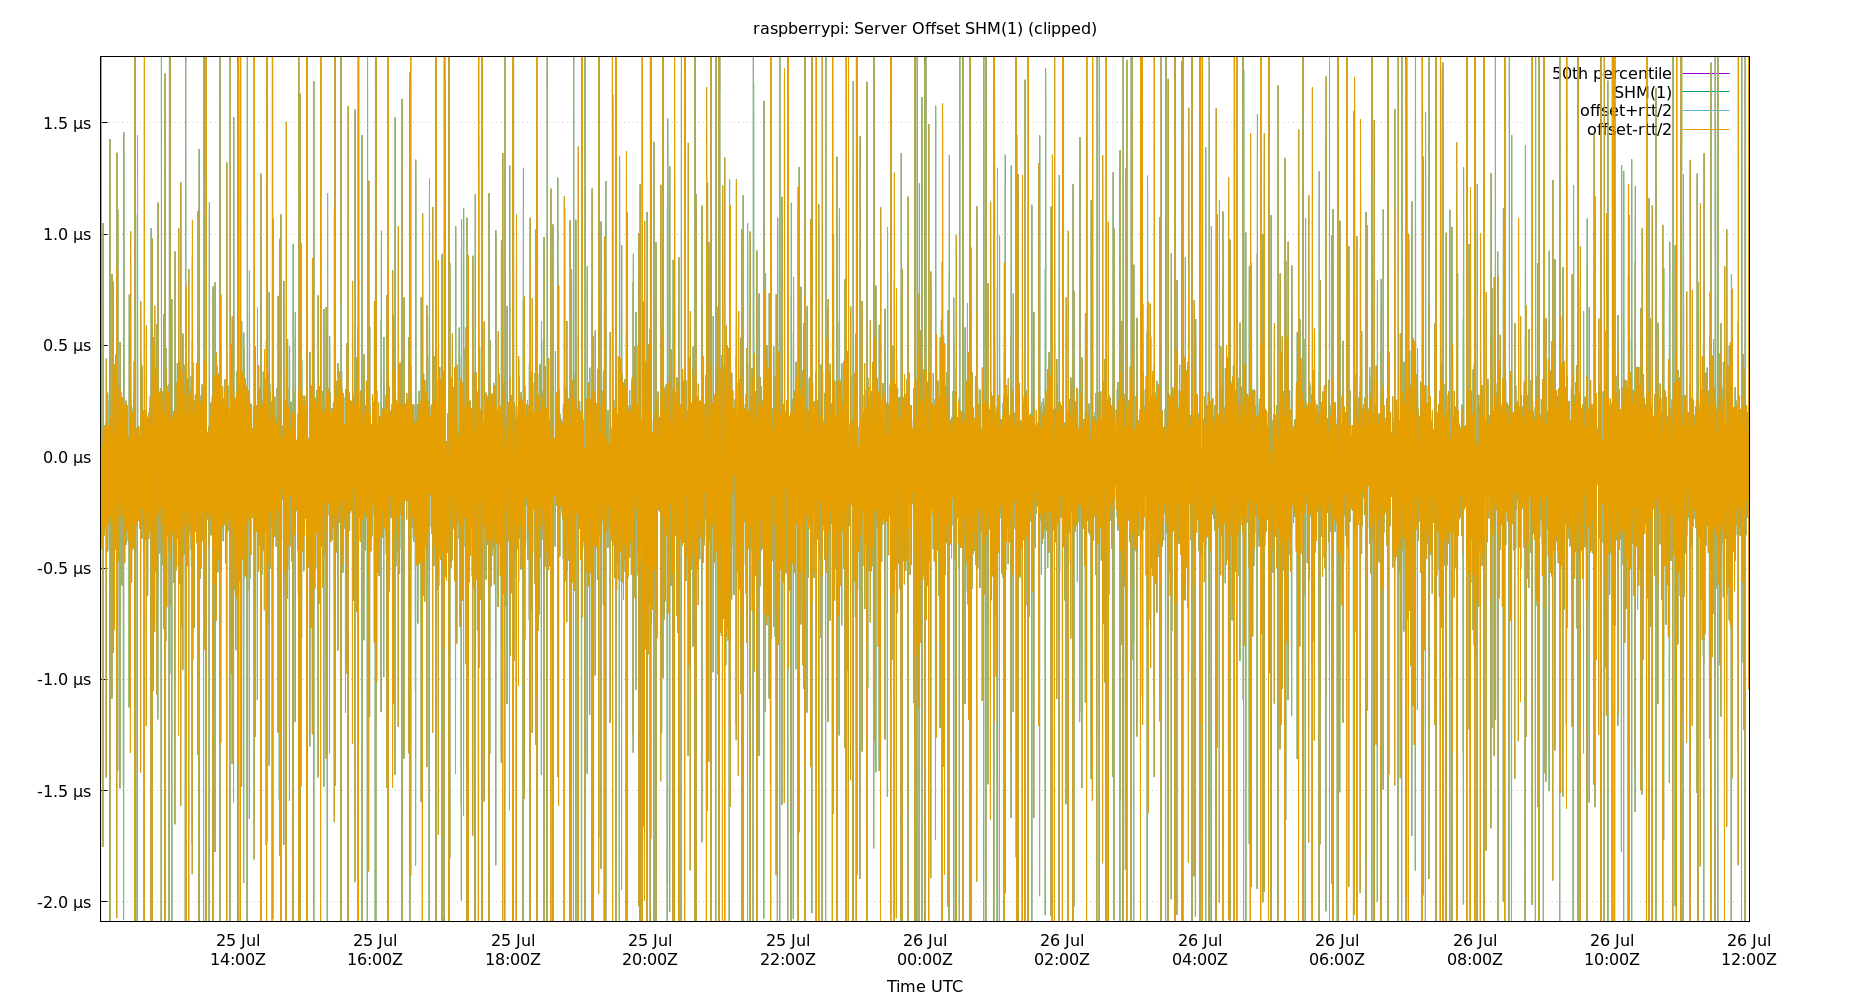 raspberrypi: Server Offset SHM(1) (clipped)
50th percentile
SHM(1)
offset+rtt/2
offset-rtt/2
1.5 µs
1.0 µs
0.5 µs
0.0 µs
-0.5 µs
-1.0 µs
-1.5 µs
-2.0 µs
25 Jul 25 Jul 25 Jul 25 Jul 25 Jul 26 Jul 26 Jul 26 Jul 26 Jul 26 Jul 26 Jul 26 Jul
14:00Z 16:00Z 18:00Z 20:00Z 22:00Z 00:00Z 02:00Z 04:00Z 06:00Z 08:00Z 10:00Z 12:00Z
Time UTC